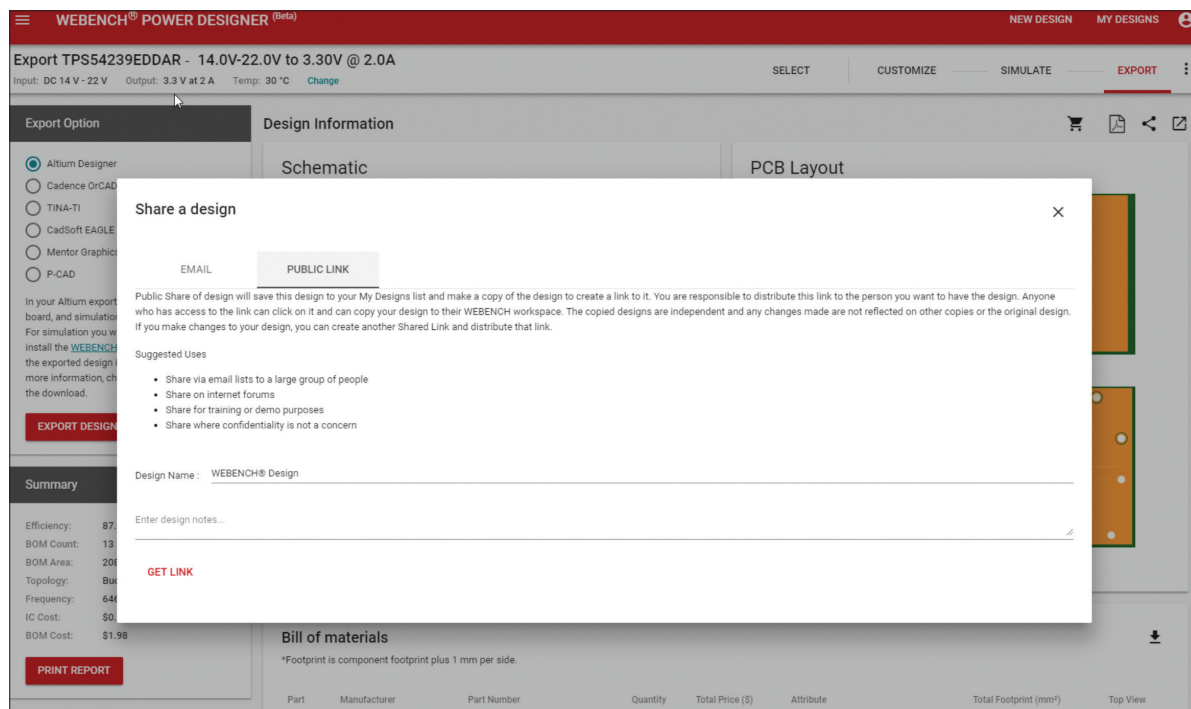 WEBENCH® POWER DESIGNER (Beta)
NEW DESIGN MY DESIGNS
Export TPS54239EDDAR - 14.0V-22.0V to 3.30V @ 2.0A
Input: DC 14 V - 22 V Output: 3.3 V at 2 A Temp: 30 °C Change
SELECT CUSTOMIZE SIMULATE EXPORT
Export Option
Design Information
Altium Designer
Cadence OrCAD
TINA-TI
CadSoft EAGLE
Mentor Graphics
P-CAD
In your Altium export
board, and simulation
For simulation you w
install the WEBENCH
the exported design i
more information, ch
the download.
EXPORT DESIGN
Schematic
PCB Layout
Share a design
EMAIL PUBLIC LINK
Public Share of design will save this design to your My Designs list and make a copy of the design to create a link to it. You are responsible to distribute this link to the person you want to have the design. Anyone
who has access to the link can click on it and can copy your design to their WEBENCH workspace. The copied designs are independent and any changes made are not reflected on other copies or the original design.
If you make changes to your design, you can create another Shared Link and distribute that link.
Suggested Uses
• Share via email lists to a large group of people
• Share on internet forums
• Share for training or demo purposes
• Share where confidentiality is not a concern
Design Name : WEBENCH® Design
Enter design notes...
GET LINK
Summary
Efficiency: 87.
BOM Count: 13
BOM Area: 208
Topology: Buc
Frequency: 646
IC Cost: $0.
BOM Cost: $1.98
PRINT REPORT
Bill of materials
*Footprint is component footprint plus 1 mm per side.
Part Manufacturer Part Number Quantity Total Price ($) Attribute Total Footprint (mm²) Top View